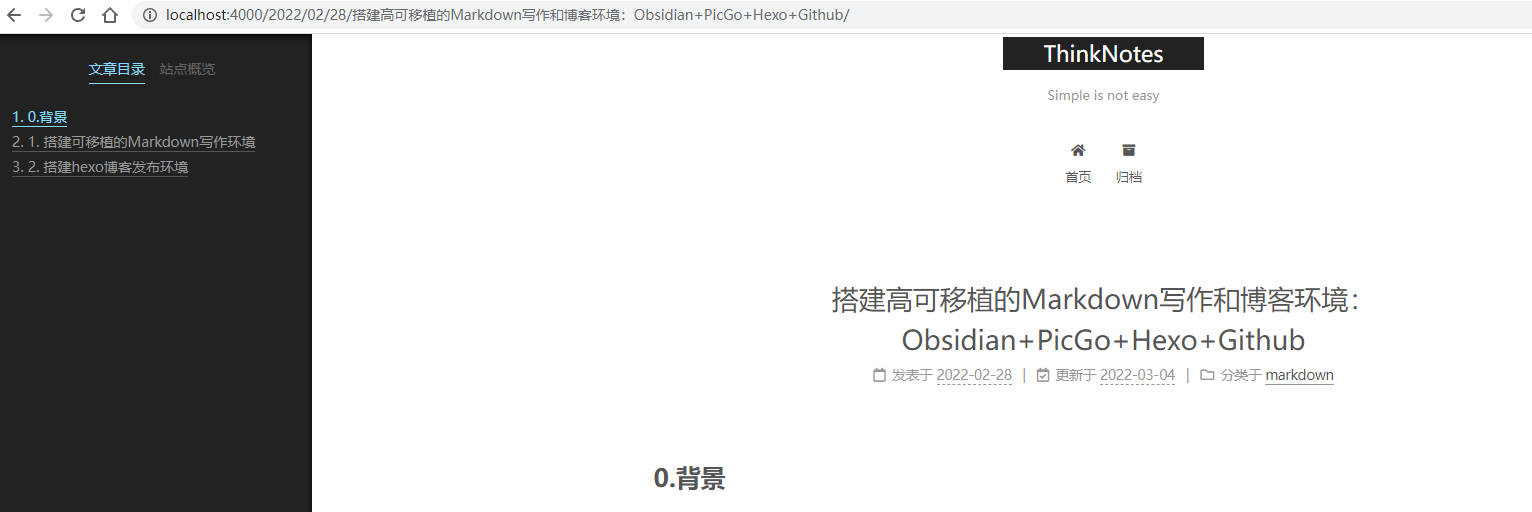 localhost:4000/2022/02/28/搭建高可移植的Markdown写作和博客环境：Obsidian+PicGo+Hexo+Github/
文章目录 站点概览
1. 0.背景
2. 1. 搭建可移植的Markdown写作环境
3. 2. 搭建hexo博客发布环境
ThinkNotes
Simple is not easy
首页 归档
搭建高可移植的Markdown写作和博客环境：
Obsidian+PicGo+Hexo+Github
发表于 2022-02-28 | 更新于 2022-03-04 | 分类于 markdown
0.背景